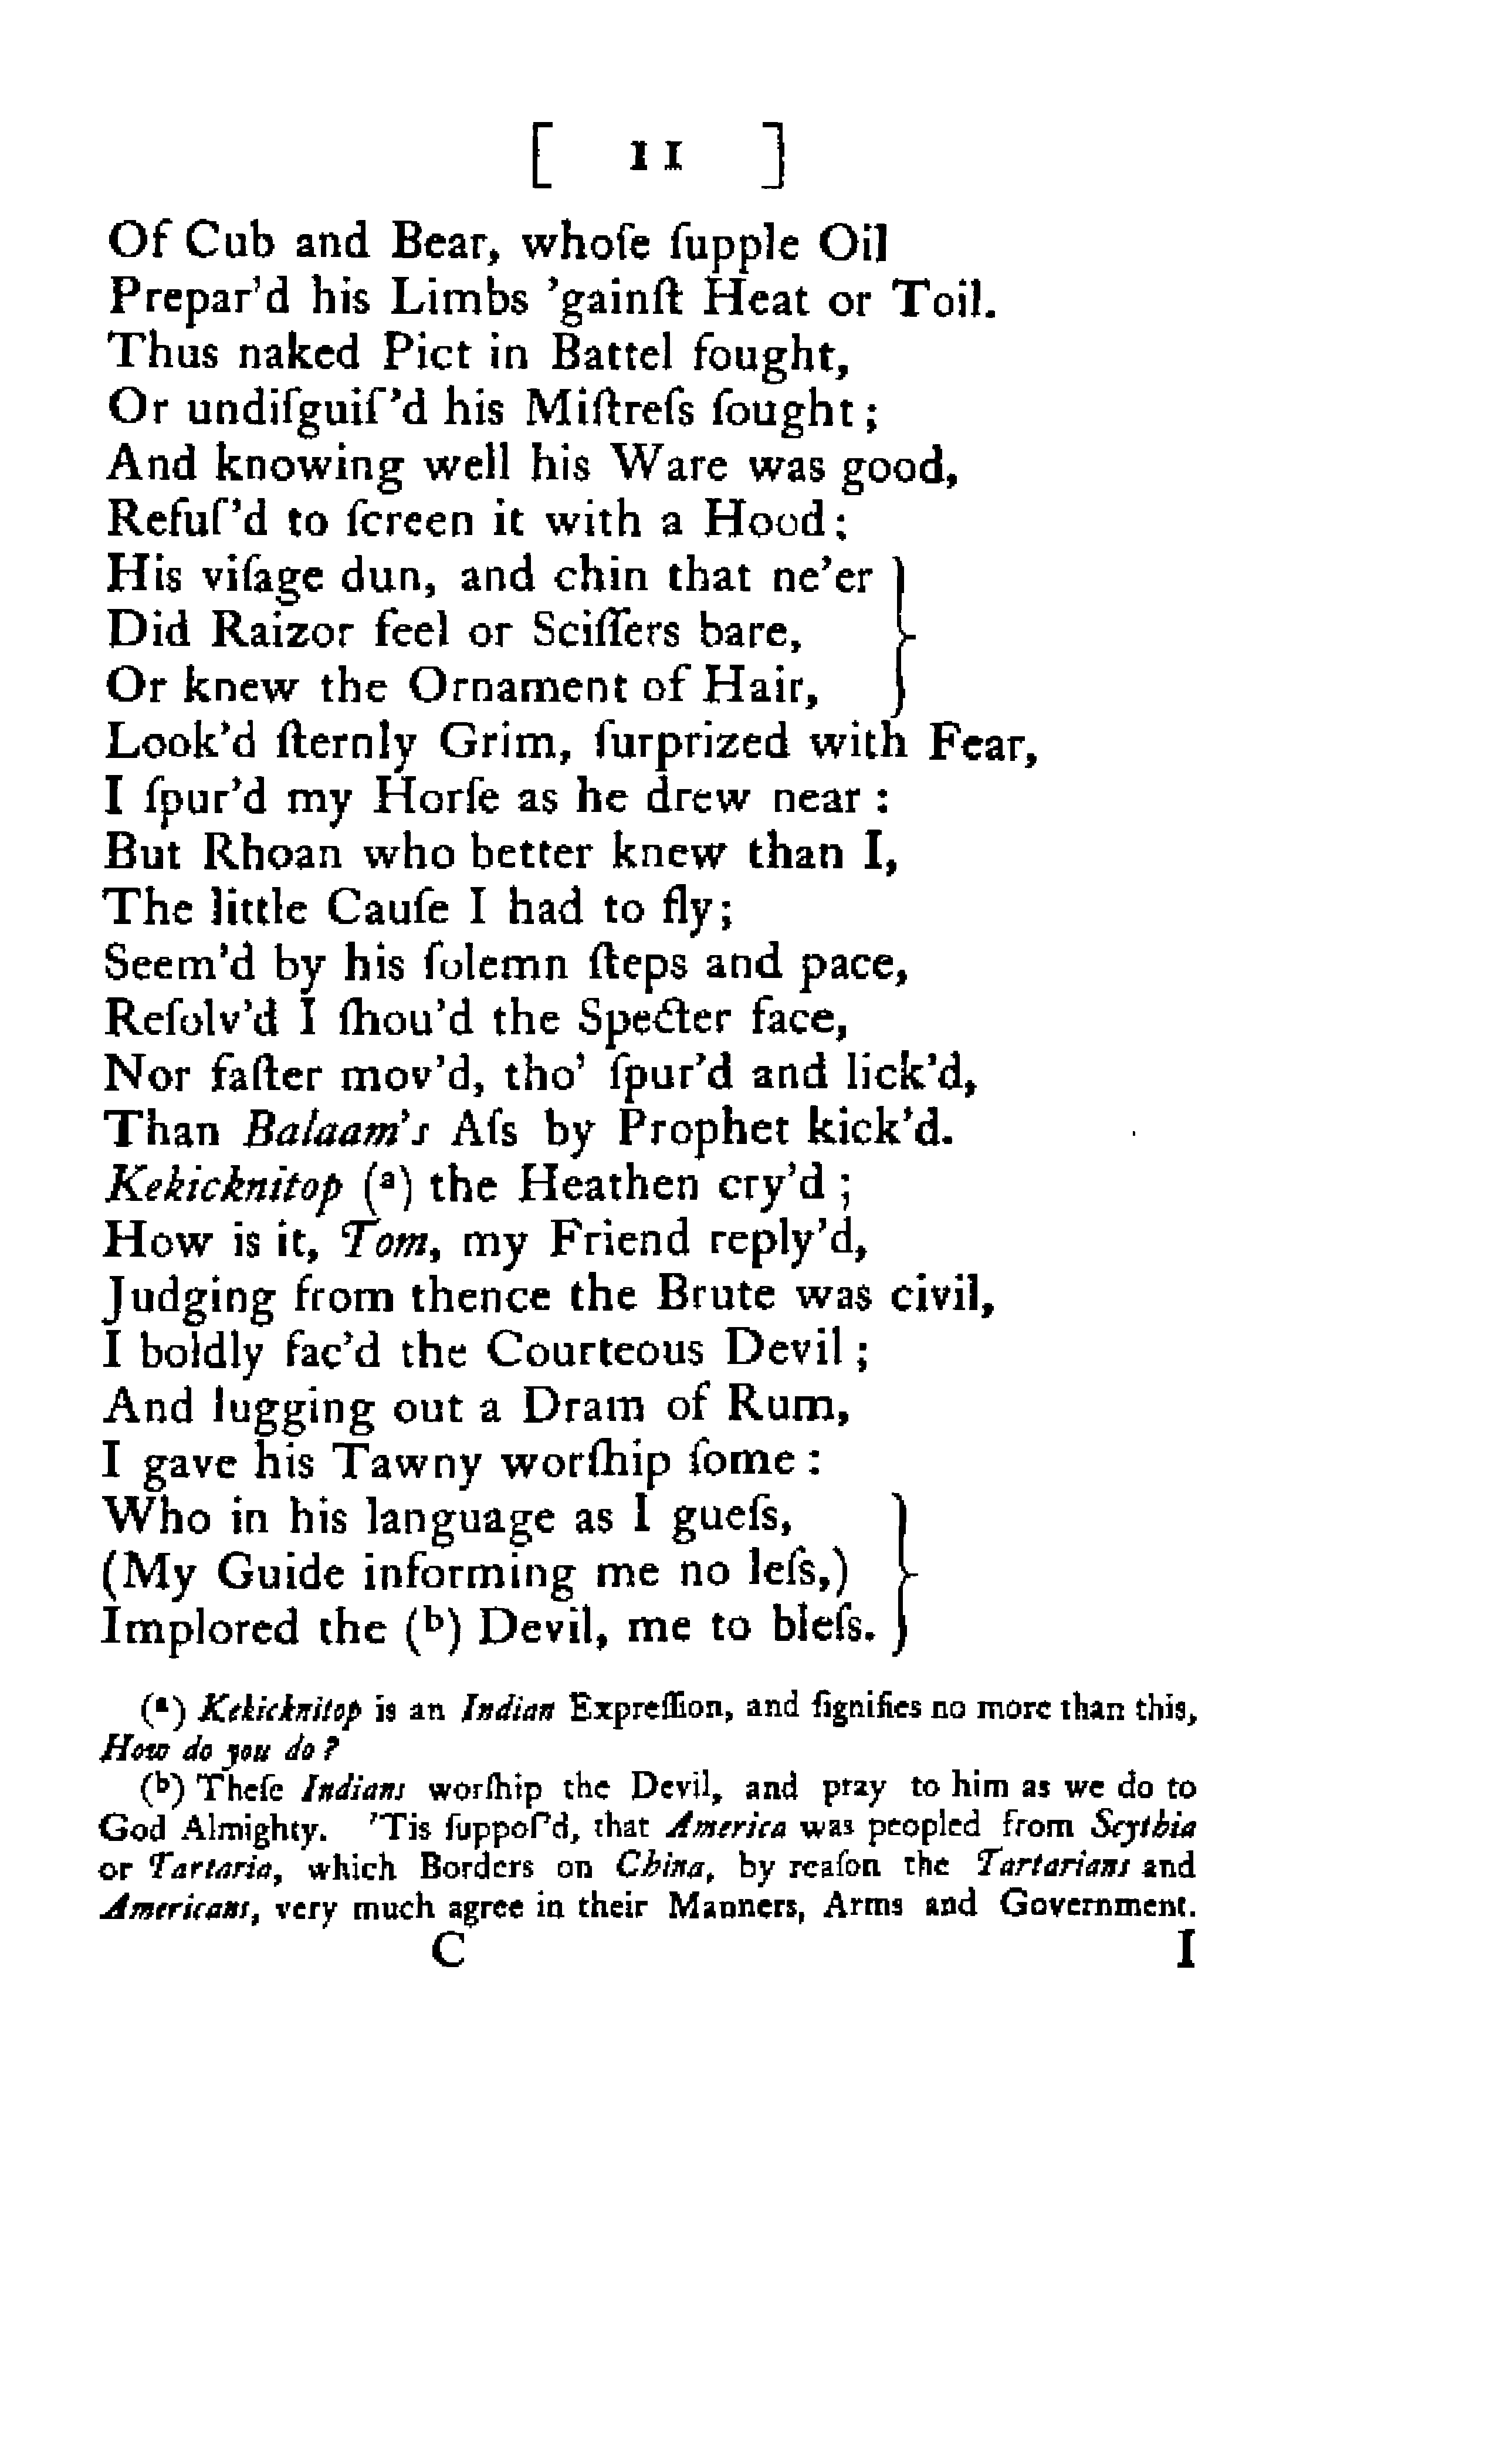 [ 11 ]
Of Cub and Bear, whoſe ſupple Oil
Prepar'd his Limbs 'gainſt Heat or Toil.
Thus naked Pict in Battel fought,
Or undiſguiſ'd his Miſtreſs ſought;
And knowing well his Ware was good,
Refuſ'd to ſcreen it with a Hood;
His viſage dun, and chin that ne'er
Did Raizor feel or Sciſſers bare,
Or knew the Ornament of Hair,
Look'd ſternly Grim, ſurprized with Fear,
I ſpur'd my Horſe as he drew near:
But Rhoan who better knew than I,
The little Cauſe I had to fly;
Seem'd by his ſolemn ſteps and pace,
Reſolv'd I ſhou'd the Specter face,
Nor faſter mov'd, tho' ſpur'd and lick'd,
Than Balaam's Aſs by Prophet kick'd.
Kekicknitop (a) the Heathen cry'd;
How is it, Tom, my Friend reply'd,
Judging from thence the Brute was civil,
I boldly fac'd the Courteous Devil;
And lugging out a Dram of Rum,
I gave his Tawny worſhip ſome:
Who in his language as I gueſs,
(My Guide informing me no leſs,)
Implored the (b) Devil, me to bleſs.
(a) Kekicknitop is an Indian Expreſſion, and ſignifies no more than this,
How do you do?
(b) Theſe Indians worſhip the Devil, and pray to him as we do to
God Almighty. 'Tis ſuppoſ'd, that America was peopled from Scythia
or Tartaria, which Borders on China, by reaſon the Tartarians and
Americans, very much agree in their Manners, Arms and Government.
C I